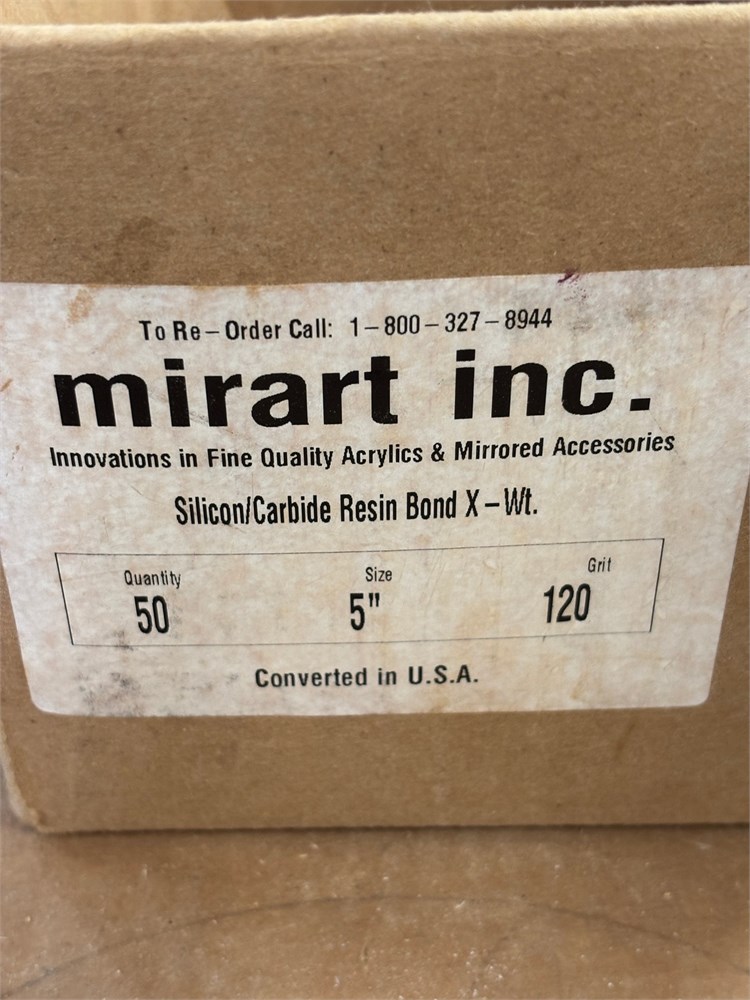 To Re-Order Call: 1-800-327-8944
mirart inc.
Innovations in Fine Quality Acrylics & Mirrored Accessories
Silicon/Carbide Resin Bond X-Wt.
Quantity Size Grit
50 5" 120
Converted in U.S.A.